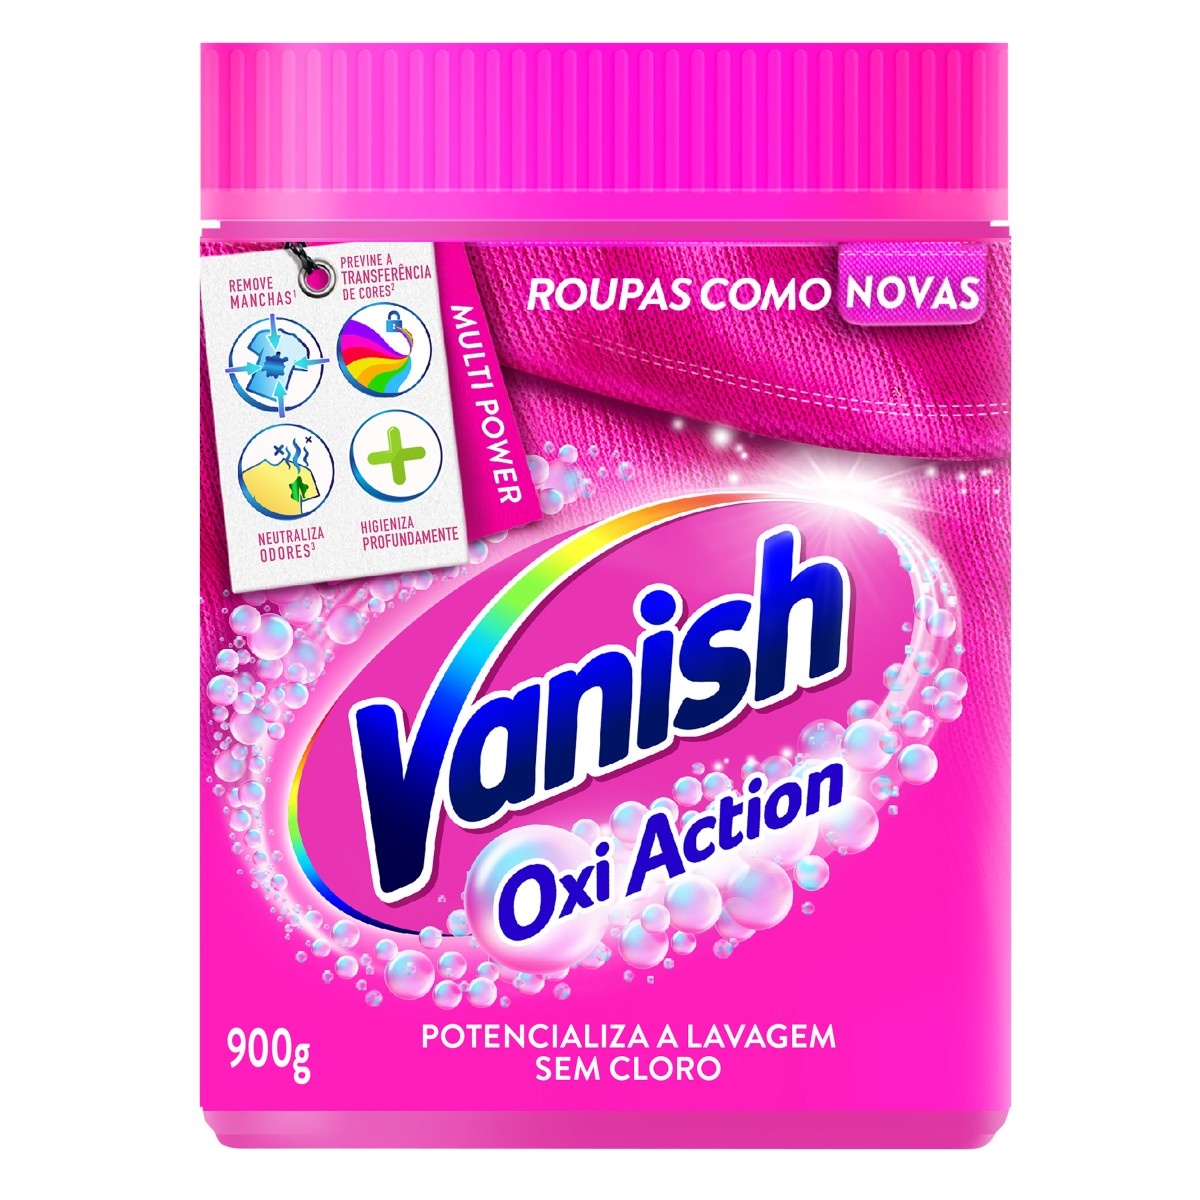 ROUPAS COMO NOVAS
REMOVE
MANCHAS¹
PREVINE A
TRANSFERÊNCIA
DE CORES²
NEUTRALIZA
ODORES³
HIGIENIZA
PROFUNDAMENTE
MULTI POWER
Vanish
Oxi Action
900g
POTENCIALIZA A LAVAGEM
SEM CLORO